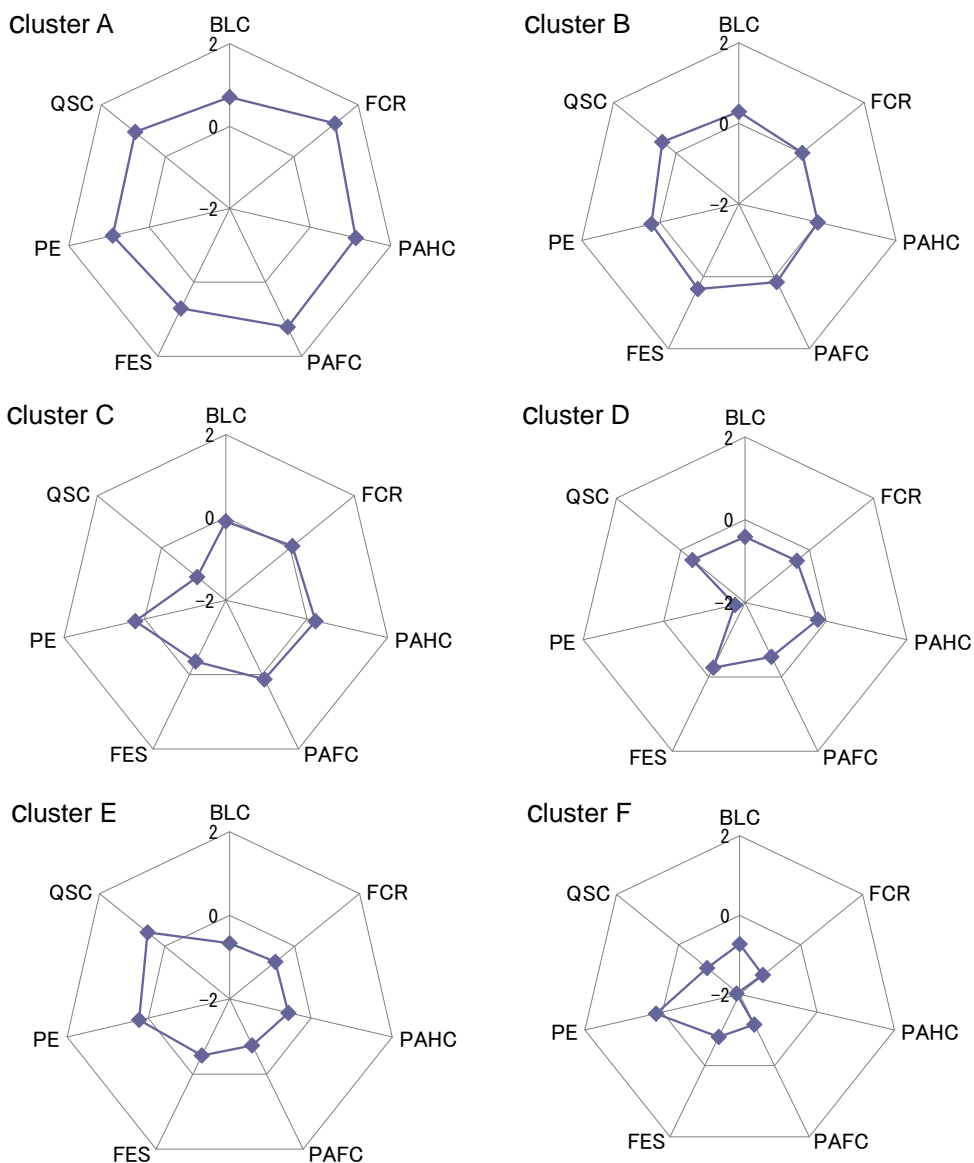 cluster A
BLC
2
FCR
QSC
0
-2
PE
PAHC
FES
PAFC
cluster B
BLC
2
FCR
QSC
0
-2
PE
PAHC
FES
PAFC
cluster C
BLC
2
FCR
QSC
0
-2
PE
PAHC
FES
PAFC
cluster D
BLC
2
FCR
QSC
0
-2
PE
PAHC
FES
PAFC
cluster E
BLC
2
FCR
QSC
0
-2
PE
PAHC
FES
PAFC
cluster F
BLC
2
FCR
QSC
0
-2
PE
PAHC
FES
PAFC